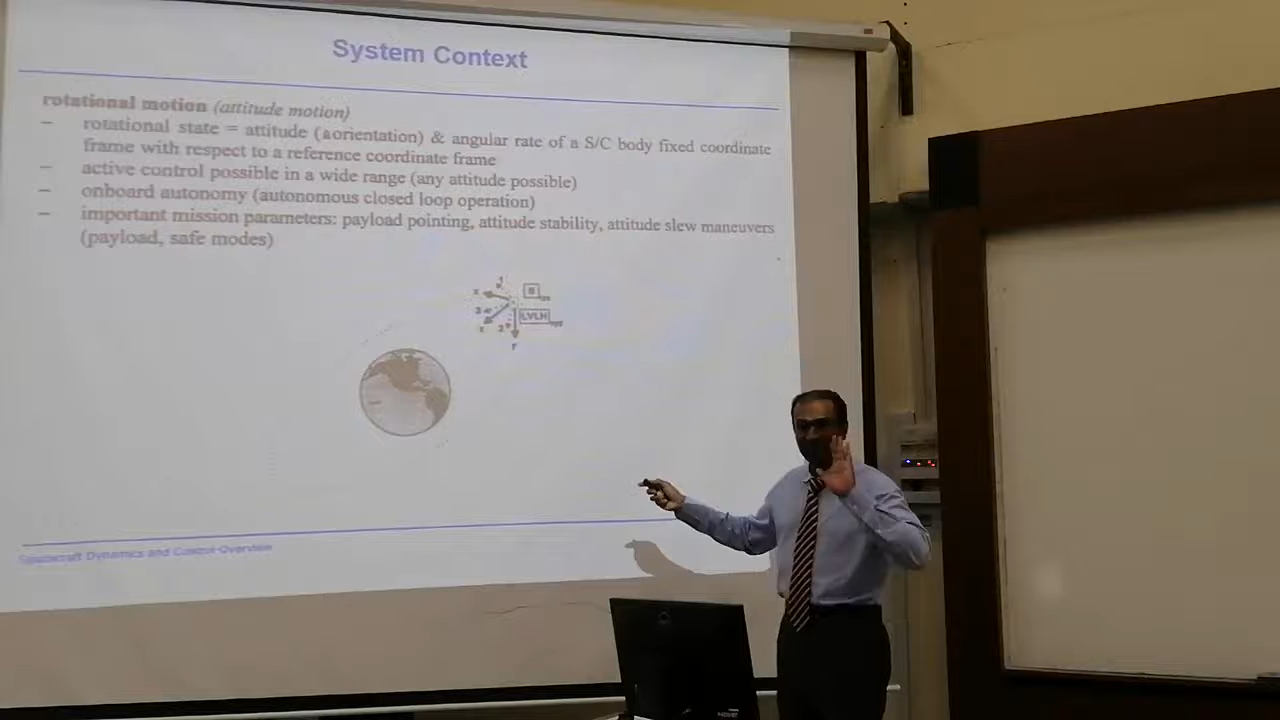 System Context
rotational motion (attitude motion)
– rotational state = attitude (≙orientation) & angular rate of a S/C body fixed coordinate
frame with respect to a reference coordinate frame
– active control possible in a wide range (any attitude possible)
– onboard autonomy (autonomous closed loop operation)
– important mission parameters: payload pointing, attitude stability, attitude slew maneuvers
(payload, safe modes)
B
LVLH
Spacecraft Dynamics and Control-Overview